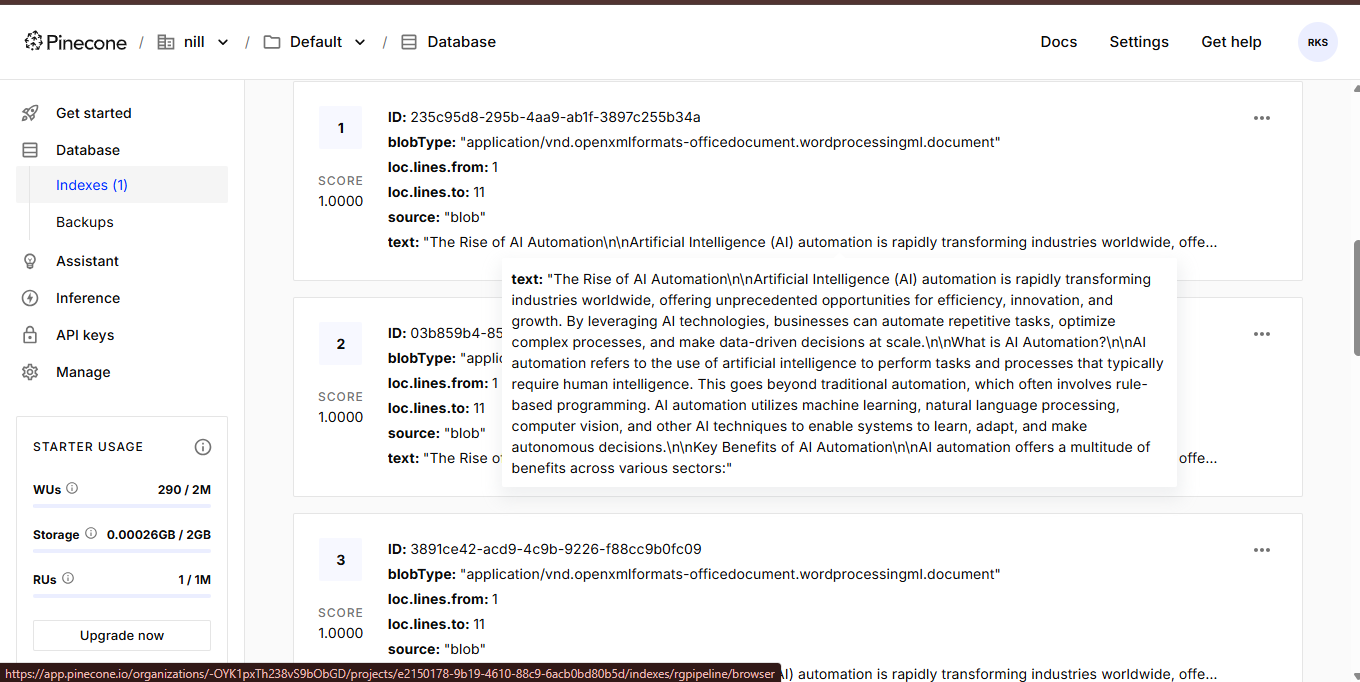 Pinecone / nill / Default / Database Docs Settings Get help RKS
Get started
Database
Indexes (1)
Backups
Assistant
Inference
API keys
Manage
STARTER USAGE
WUs 290 / 2M
Storage 0.00026GB / 2GB
RUs 1 / 1M
Upgrade now
1
SCORE
1.0000
ID: 235c95d8-295b-4aa9-ab1f-3897c255b34a
blobType: "application/vnd.openxmlformats-officedocument.wordprocessingml.document"
loc.lines.from: 1
loc.lines.to: 11
source: "blob"
text: "The Rise of AI Automation\n\nArtificial Intelligence (AI) automation is rapidly transforming industries worldwide, offe...
text: "The Rise of AI Automation\n\nArtificial Intelligence (AI) automation is rapidly transforming
industries worldwide, offering unprecedented opportunities for efficiency, innovation, and
growth. By leveraging AI technologies, businesses can automate repetitive tasks, optimize
complex processes, and make data-driven decisions at scale.\n\nWhat is AI Automation?\n\nAI
automation refers to the use of artificial intelligence to perform tasks and processes that typically
require human intelligence. This goes beyond traditional automation, which often involves rule-
based programming. AI automation utilizes machine learning, natural language processing,
computer vision, and other AI techniques to enable systems to learn, adapt, and make
autonomous decisions.\n\nKey Benefits of AI Automation\n\nAI automation offers a multitude of
benefits across various sectors:"
2
SCORE
1.0000
ID: 03b859b4-85
blobType: "applic
loc.lines.from: 1
loc.lines.to: 11
source: "blob"
text: "The Rise o offe...
3
SCORE
1.0000
ID: 3891ce42-acd9-4c9b-9226-f88cc9b0fc09
blobType: "application/vnd.openxmlformats-officedocument.wordprocessingml.document"
loc.lines.from: 1
loc.lines.to: 11
source: "blob"
AI) automation is rapidly transforming industries worldwide, offe...
https://app.pinecone.io/organizations/-OYK1pxTh238vS9bObGD/projects/e2150178-9b19-4610-88c9-6acb0bd80b5d/indexes/rgpipeline/browser